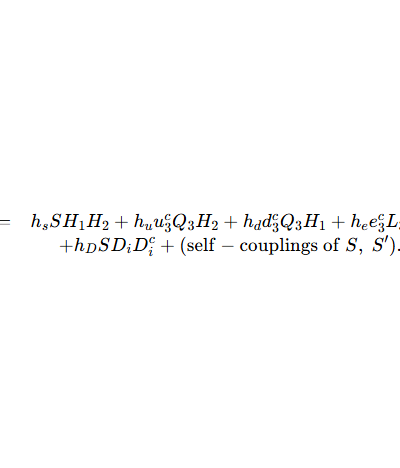 = h_s S H_1 H_2 + h_u u_3^c Q_3 H_2 + h_d d_3^c Q_3 H_1 + h_e e_3^c L
+ h_D S D_i D_i^c + (self − couplings of S, S′).